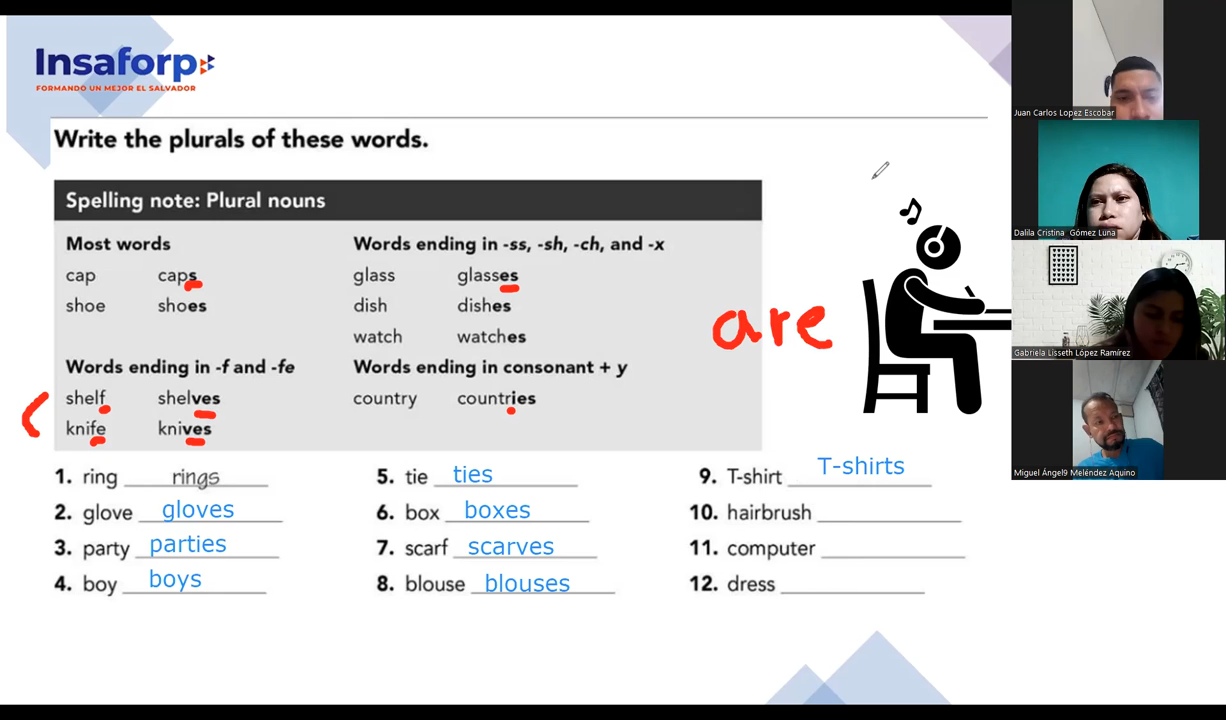 Insaforp
FORMANDO UN MEJOR EL SALVADOR
Write the plurals of these words.
Spelling note: Plural nouns
Most words
cap caps
shoe shoes
Words ending in -f and -fe
shelf shelves
knife knives
Words ending in -ss, -sh, -ch, and -x
glass glasses
dish dishes
watch watches
Words ending in consonant + y
country countries
are
1. ring rings
2. glove gloves
3. party parties
4. boy boys
5. tie ties
6. box boxes
7. scarf scarves
8. blouse blouses
9. T-shirt T-shirts
10. hairbrush
11. computer
12. dress
Juan Carlos Lopez Escobar
Dalila Cristina Gómez Luna
Gabriela Lisseth López Ramírez
Miguel Ángel9 Meléndez Aquino